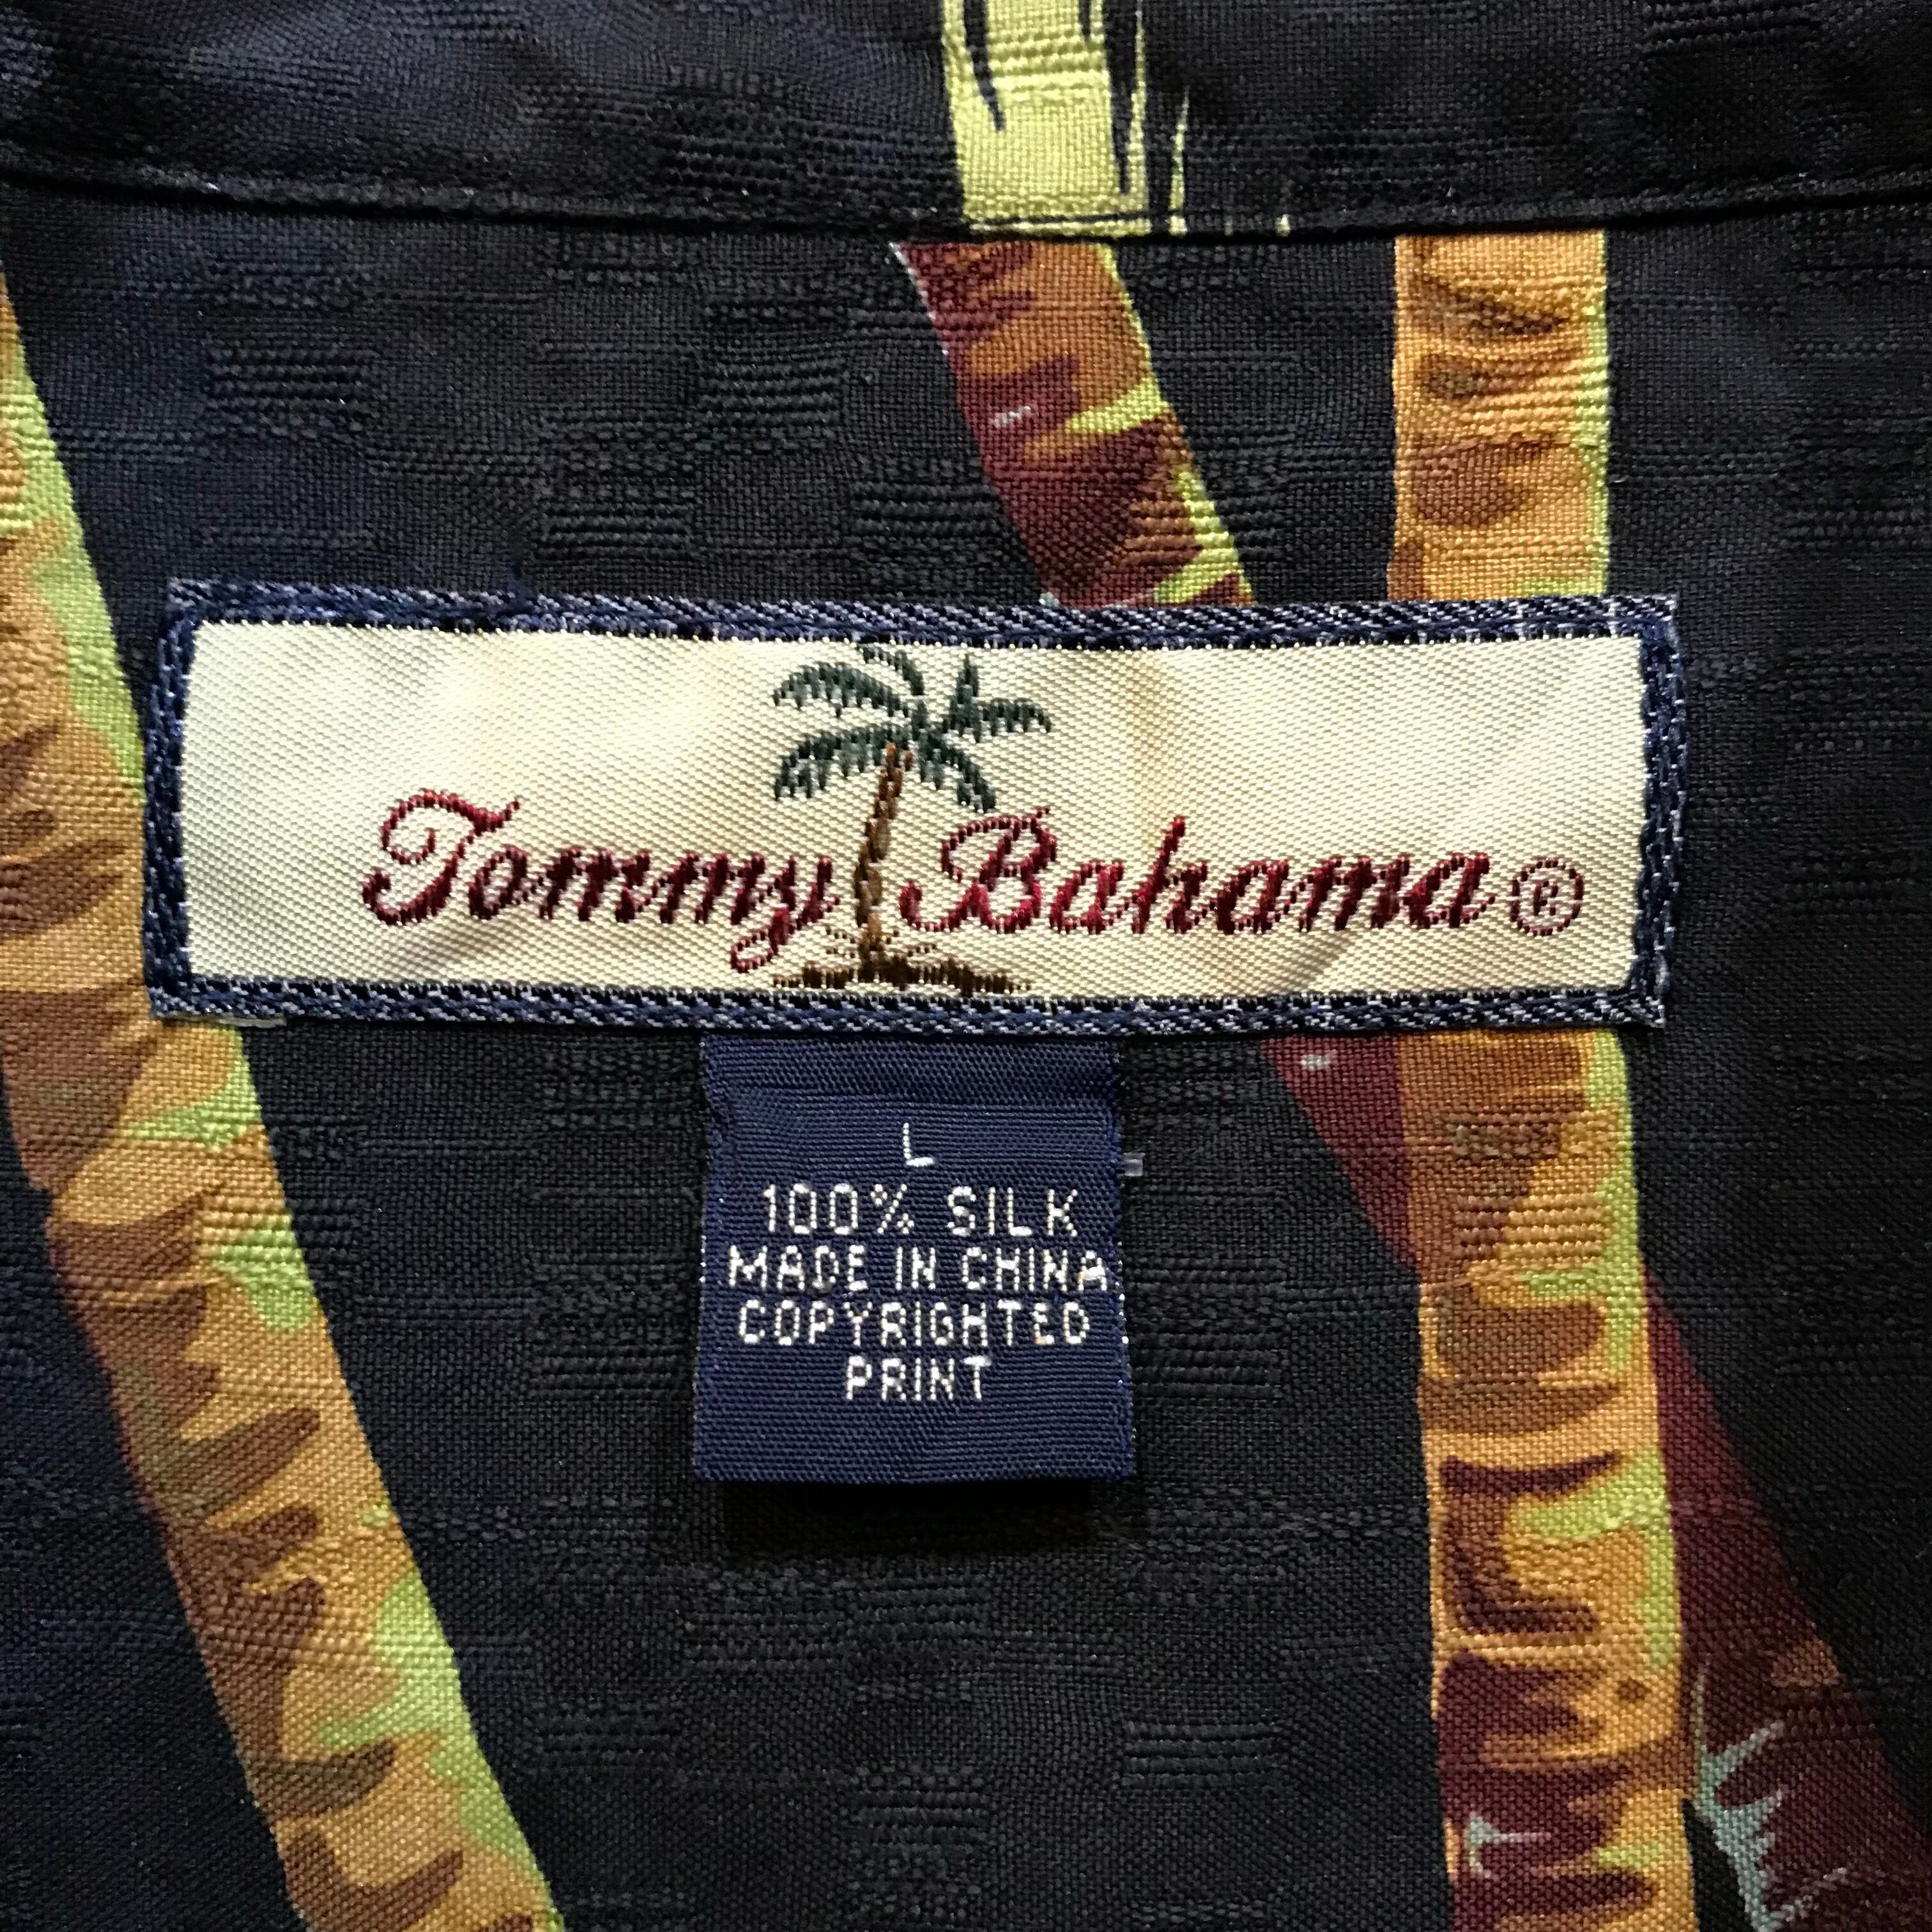 Tommy Bahama®
L
100% SILK
MADE IN CHINA
COPYRIGHTED
PRINT